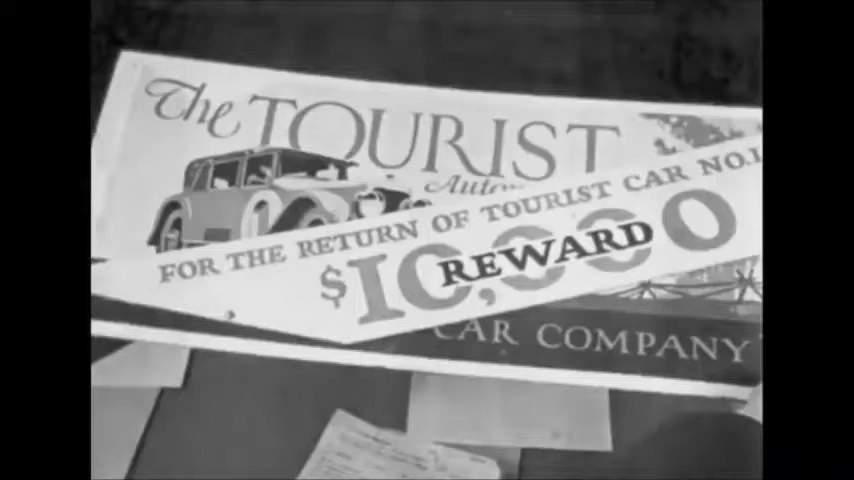 The TOURIST
FOR THE RETURN OF TOURIST CAR NO.1
$10,000
REWARD
CAR COMPANY